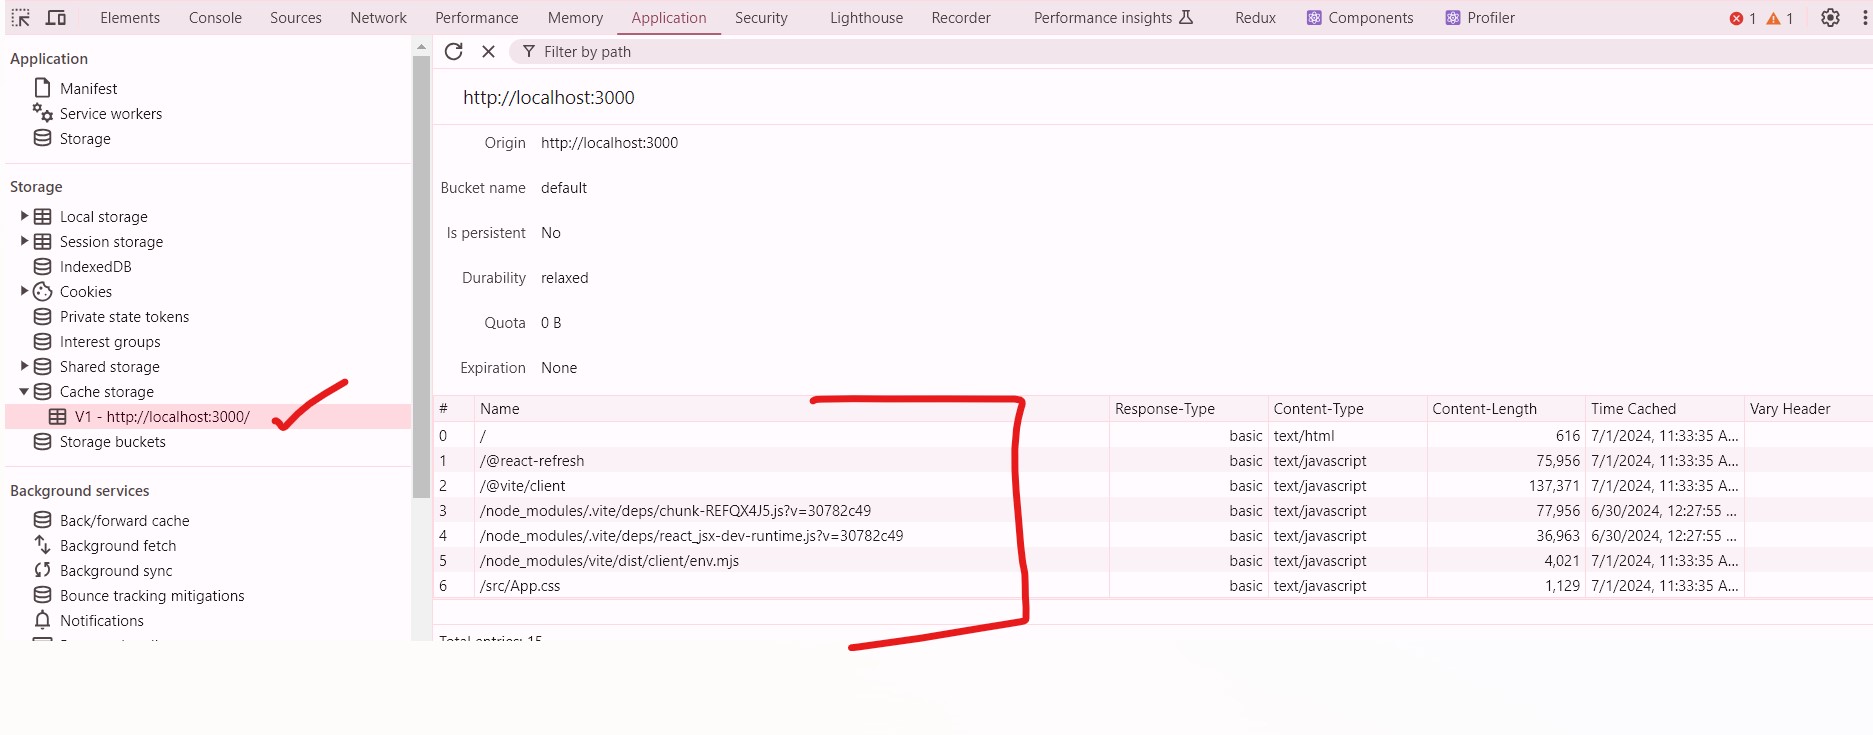 Elements Console Sources Network Performance Memory Application Security Lighthouse Recorder Performance insights Redux Components Profiler 1 1
Filter by path
Application
Manifest
Service workers
Storage
Storage
Local storage
Session storage
IndexedDB
Cookies
Private state tokens
Interest groups
Shared storage
Cache storage
V1 - http://localhost:3000/
Storage buckets
Background services
Back/forward cache
Background fetch
Background sync
Bounce tracking mitigations
Notifications
http://localhost:3000
Origin http://localhost:3000
Bucket name default
Is persistent No
Durability relaxed
Quota 0 B
Expiration None
# Name Response-Type Content-Type Content-Length Time Cached Vary Header
0 / basic text/html 616 7/1/2024, 11:33:35 A...
1 /@react-refresh basic text/javascript 75,956 7/1/2024, 11:33:35 A...
2 /@vite/client basic text/javascript 137,371 7/1/2024, 11:33:35 A...
3 /node_modules/.vite/deps/chunk-REFQX4J5.js?v=30782c49 basic text/javascript 77,956 6/30/2024, 12:27:55 ...
4 /node_modules/.vite/deps/react_jsx-dev-runtime.js?v=30782c49 basic text/javascript 36,963 6/30/2024, 12:27:55 ...
5 /node_modules/vite/dist/client/env.mjs basic text/javascript 4,021 7/1/2024, 11:33:35 A...
6 /src/App.css basic text/javascript 1,129 7/1/2024, 11:33:35 A...
Total entries: 15